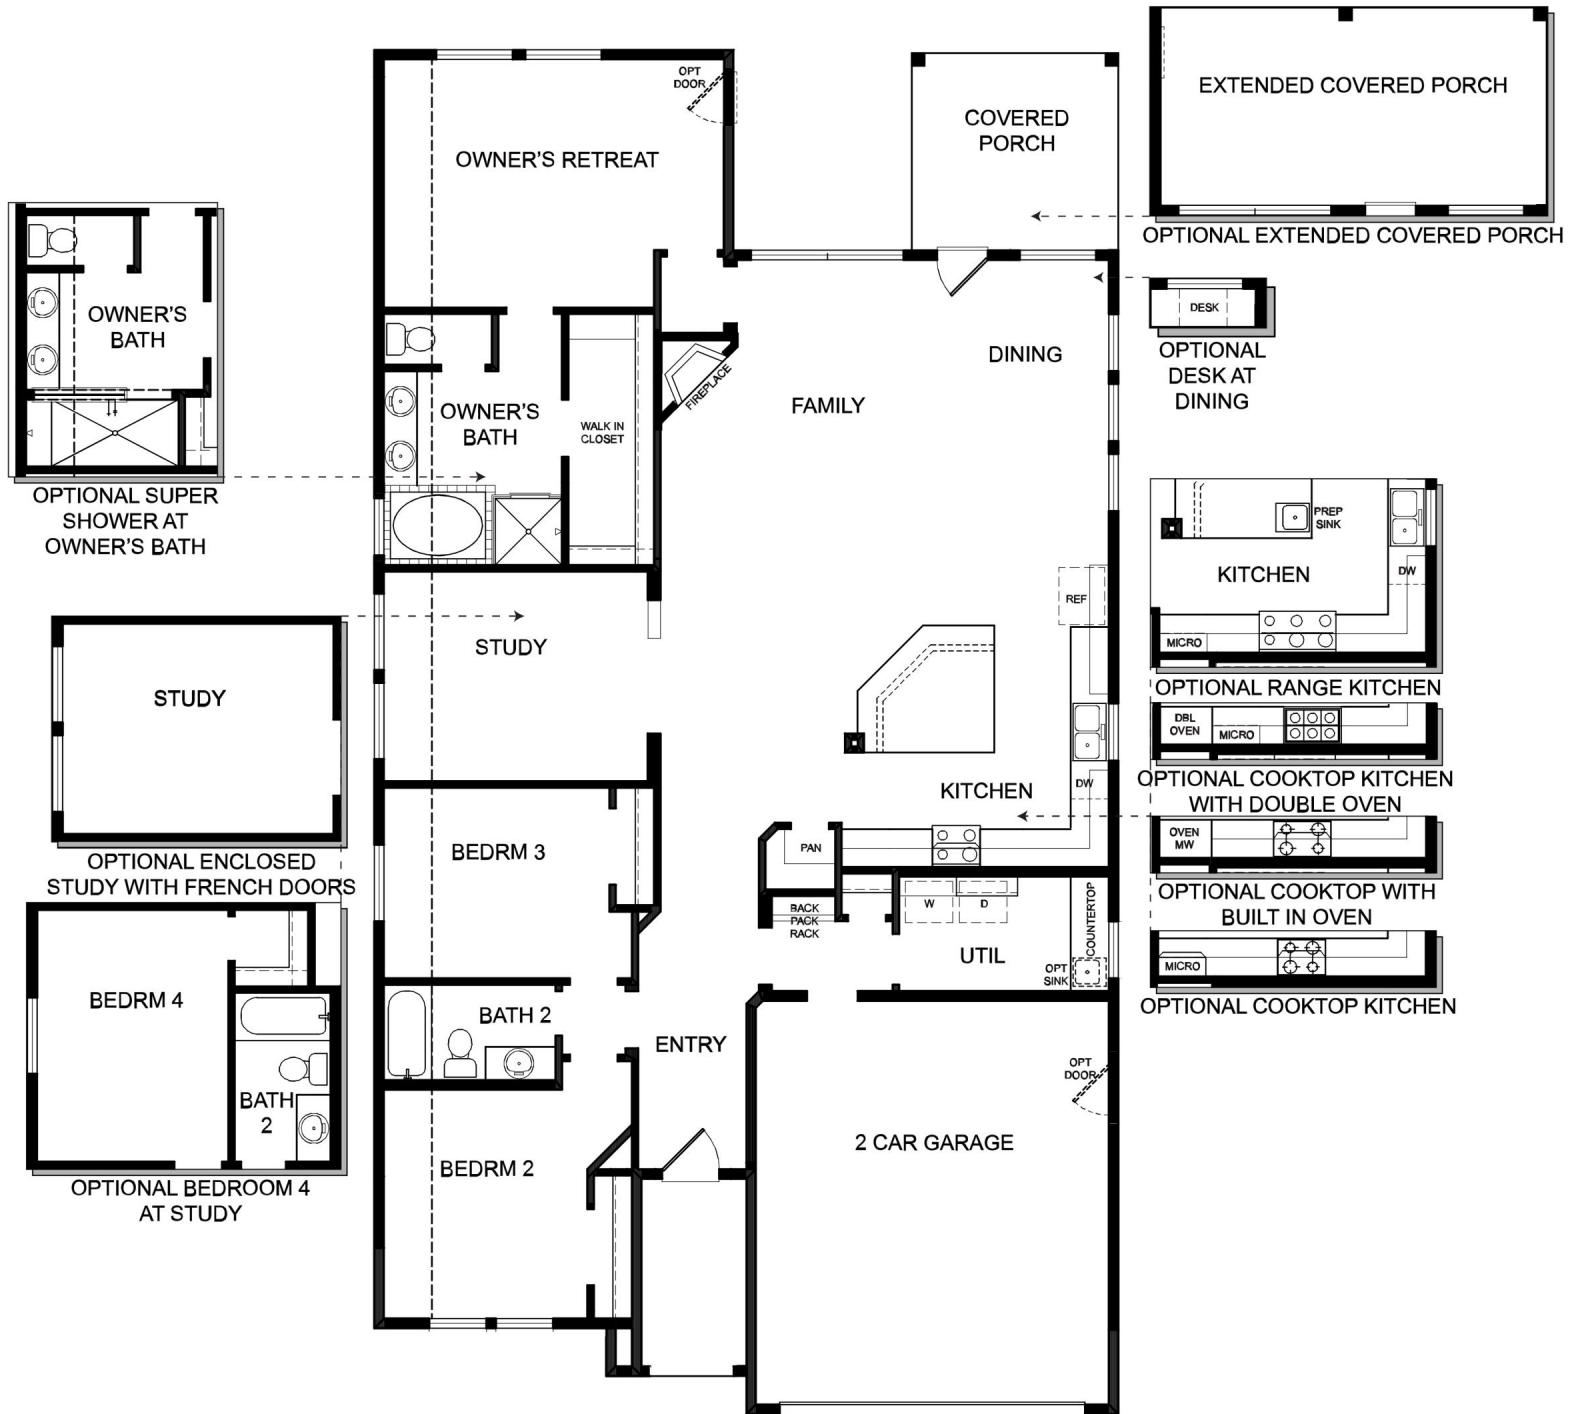 OPT
DOOR
OWNER'S RETREAT
COVERED
PORCH
EXTENDED COVERED PORCH
OPTIONAL EXTENDED COVERED PORCH
OWNER'S
BATH
OPTIONAL SUPER
SHOWER AT
OWNER'S BATH
OWNER'S
BATH
WALK IN
CLOSET
FIREPLACE
FAMILY
DINING
DESK
OPTIONAL
DESK AT
DINING
PREP
SINK
KITCHEN
DW
MICRO
OPTIONAL RANGE KITCHEN
DBL
OVEN
MICRO
OPTIONAL COOKTOP KITCHEN
WITH DOUBLE OVEN
OVEN
MW
OPTIONAL COOKTOP WITH
BUILT IN OVEN
MICRO
OPTIONAL COOKTOP KITCHEN
STUDY
OPTIONAL ENCLOSED
STUDY WITH FRENCH DOORS
STUDY
REF
KITCHEN
DW
PAN
BEDRM 3
BACK
PACK
RACK
W
D
COUNTERTOP
UTIL
OPT
SINK
BEDRM 4
BATH
2
OPTIONAL BEDROOM 4
AT STUDY
BATH 2
ENTRY
OPT
DOOR
2 CAR GARAGE
BEDRM 2